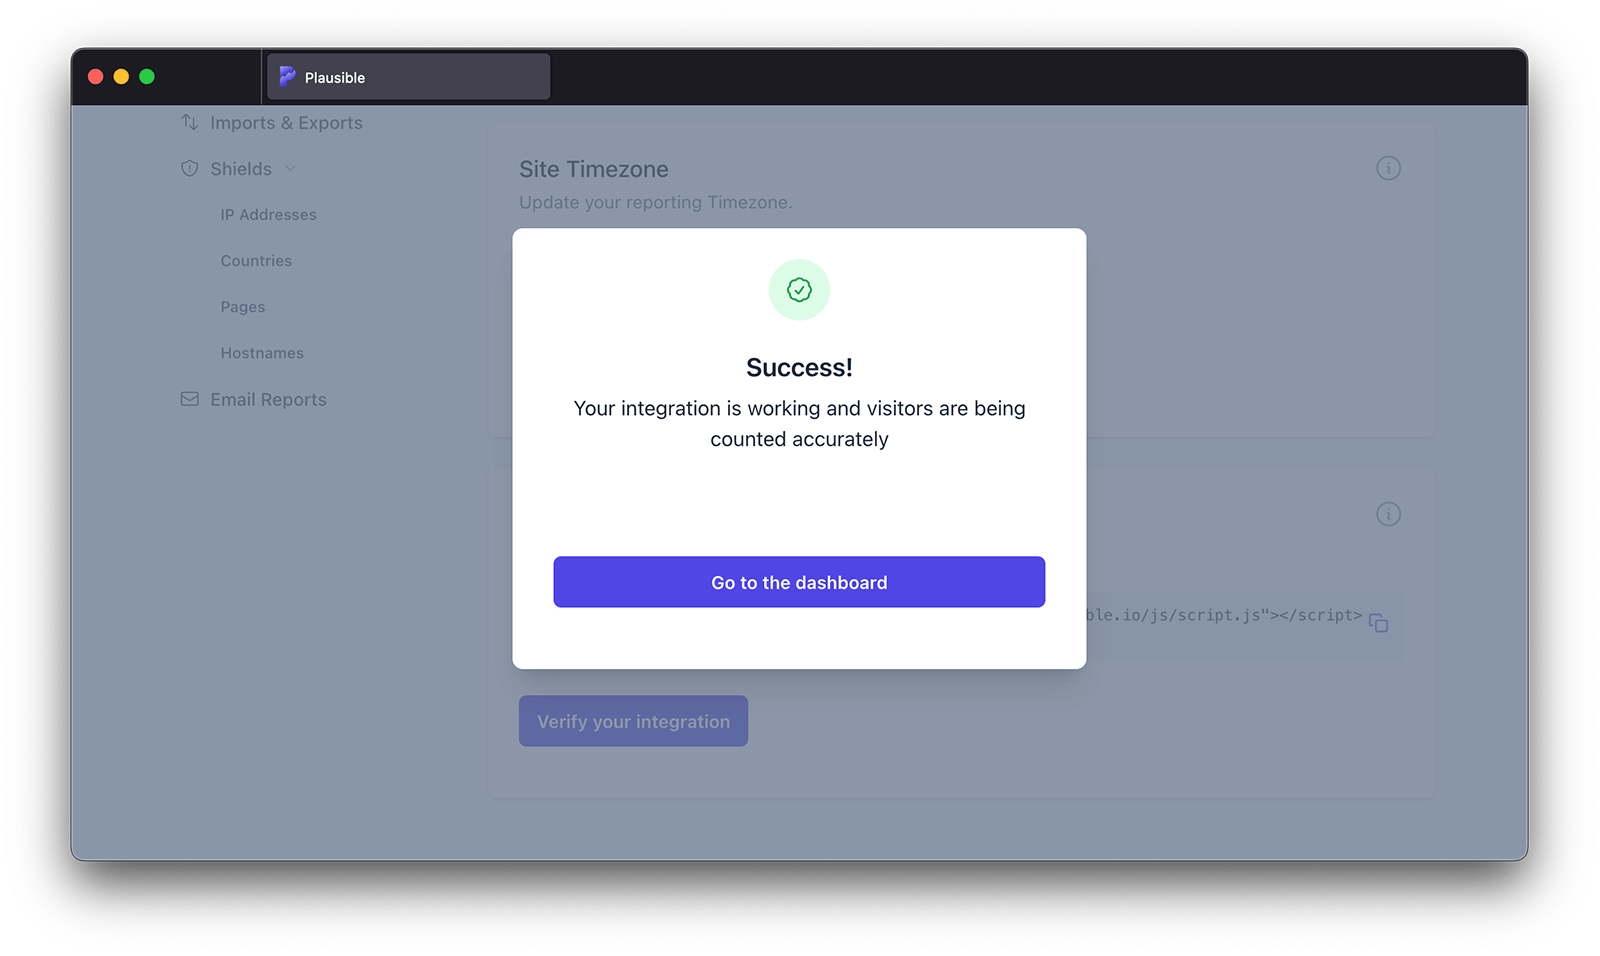 Plausible
Imports & Exports
Shields
IP Addresses
Countries
Pages
Hostnames
Email Reports
Site Timezone
Update your reporting Timezone.
Success!
Your integration is working and visitors are being
counted accurately
Go to the dashboard
ble.io/js/script.js"></script>
Verify your integration